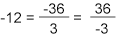 -12 = -36/3 = 36/-3